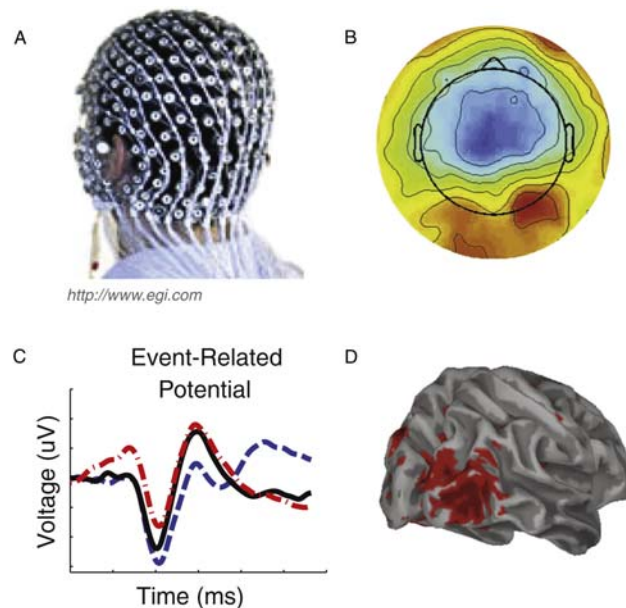 A
B
http://www.egi.com
C
Event-Related
Potential
Voltage (uV)
Time (ms)
D